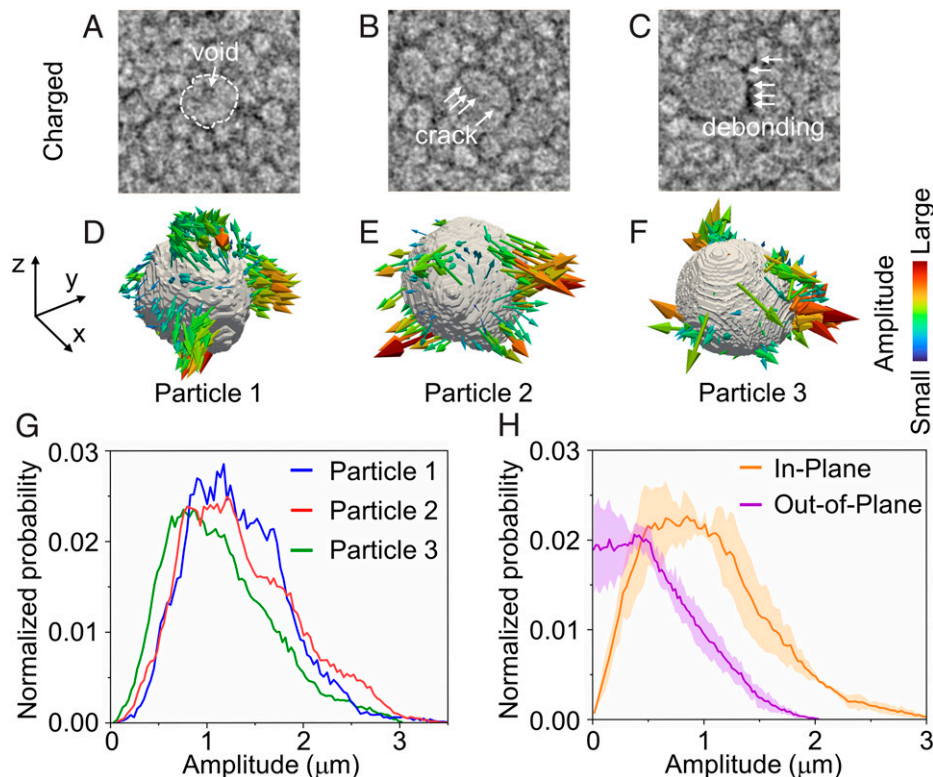 A
B
C
Charged
void
crack
debonding
D
E
F
z
y
x
Particle 1
Particle 2
Particle 3
Small Amplitude Large
G
H
Normalized probability
0.03
0.02
0.01
0.00
0
1
2
3
Amplitude (μm)
Particle 1
Particle 2
Particle 3
Normalized probability
0.03
0.02
0.01
0.00
0
1
2
3
Amplitude (μm)
In-Plane
Out-of-Plane